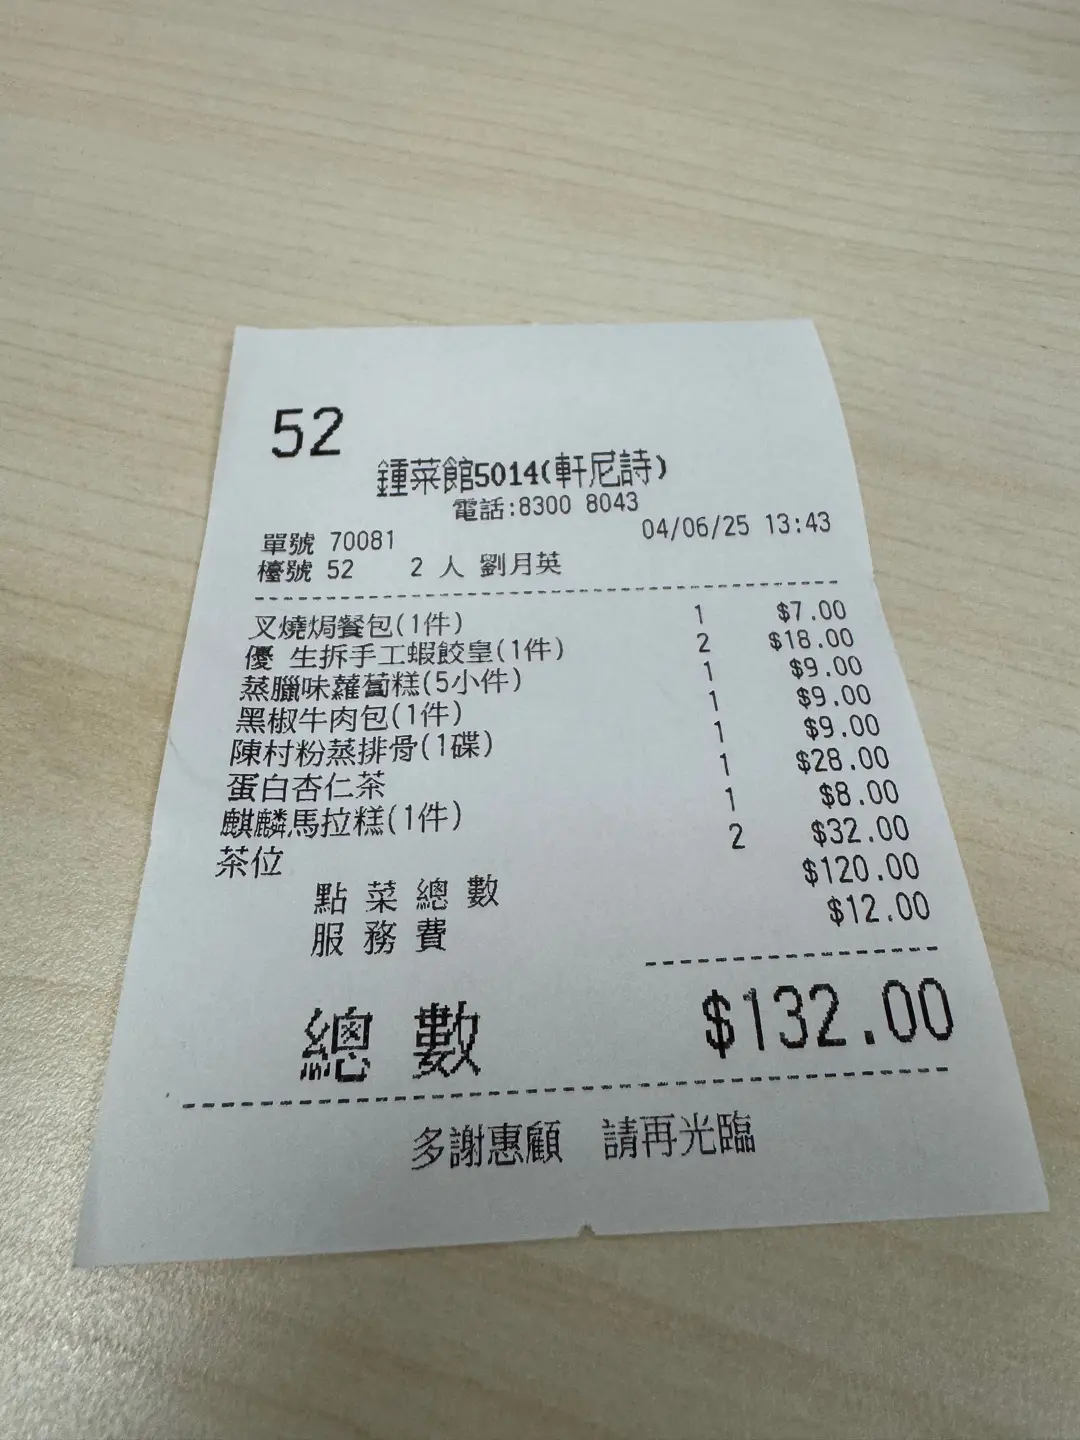 52
鍾菜館5014(軒尼詩)
電話:8300 8043
單號 70081 04/06/25 13:43
檯號 52 2 人 劉月英
叉燒焗餐包(1件) 1 $7.00
優 生拆手工蝦餃皇(1件) 2 $18.00
蒸臘味蘿蔔糕(5小件) 1 $9.00
黑椒牛肉包(1件) 1 $9.00
陳村粉蒸排骨(1碟) 1 $9.00
蛋白杏仁茶 1 $28.00
麒麟馬拉糕(1件) 1 $8.00
茶位 2 $32.00
點菜總數 $120.00
服務費 $12.00
總數 $132.00
多謝惠顧 請再光臨